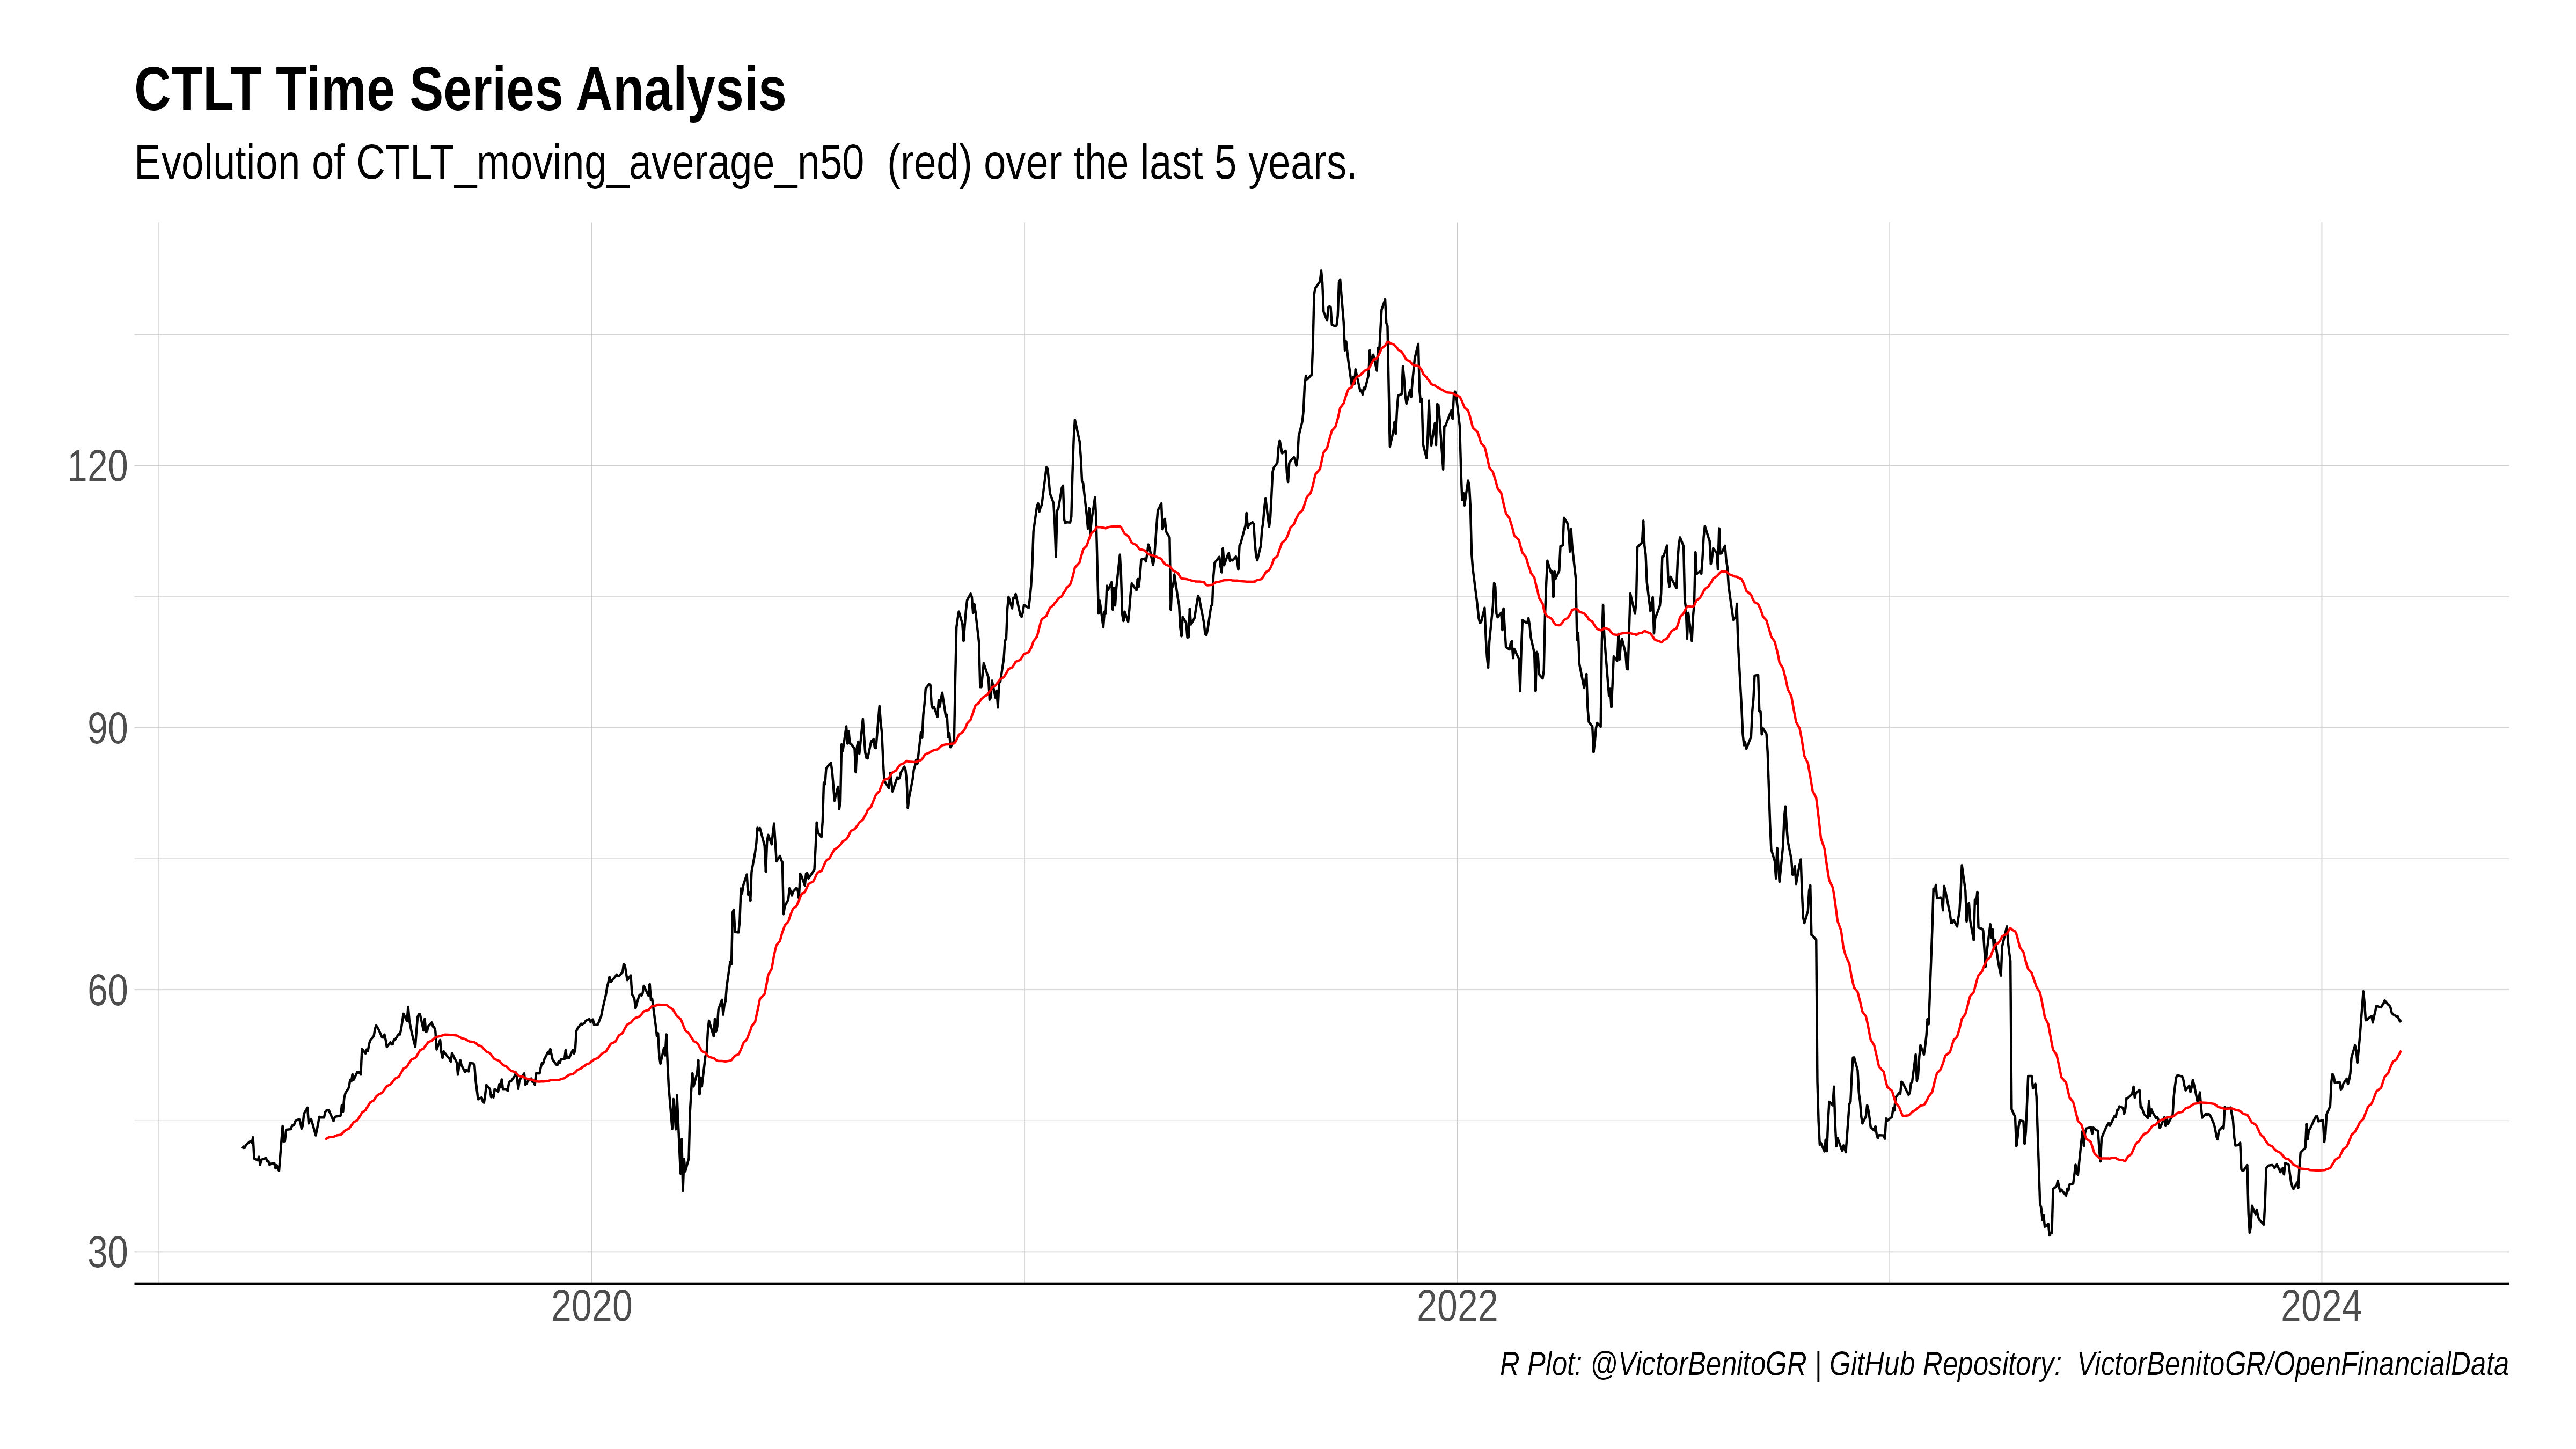 CTLT Time Series Analysis
Evolution of CTLT_moving_average_n50  (red) over the last 5 years.
120
90
60
30
2020 2022 2024
R Plot: @VictorBenitoGR | GitHub Repository:  VictorBenitoGR/OpenFinancialData